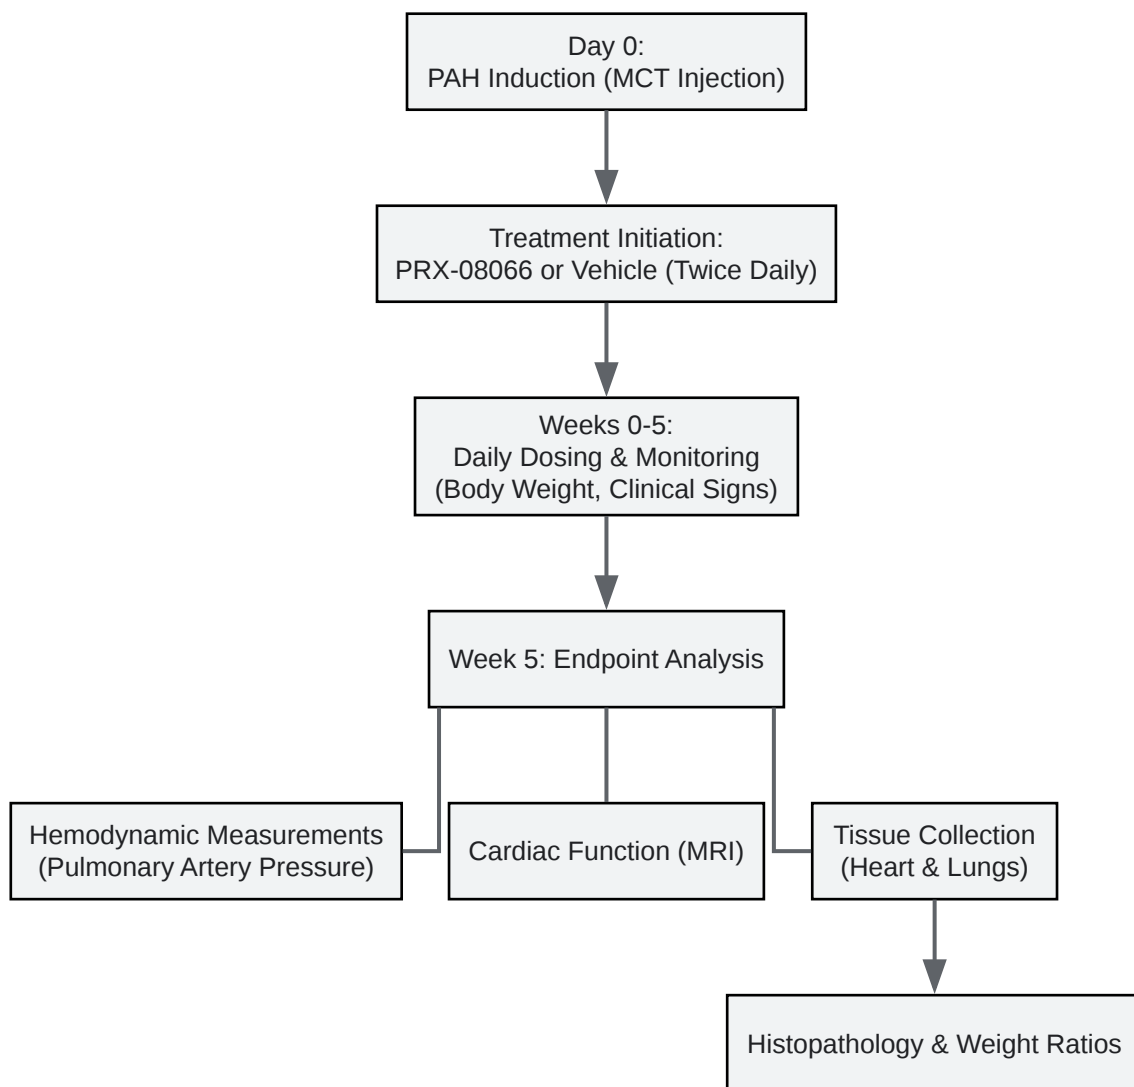 Day 0:
PAH Induction (MCT Injection)
Treatment Initiation:
PRX-08066 or Vehicle (Twice Daily)
Weeks 0-5:
Daily Dosing & Monitoring
(Body Weight, Clinical Signs)
Week 5: Endpoint Analysis
Hemodynamic Measurements
(Pulmonary Artery Pressure)
Cardiac Function (MRI)
Tissue Collection
(Heart & Lungs)
Histopathology & Weight Ratios